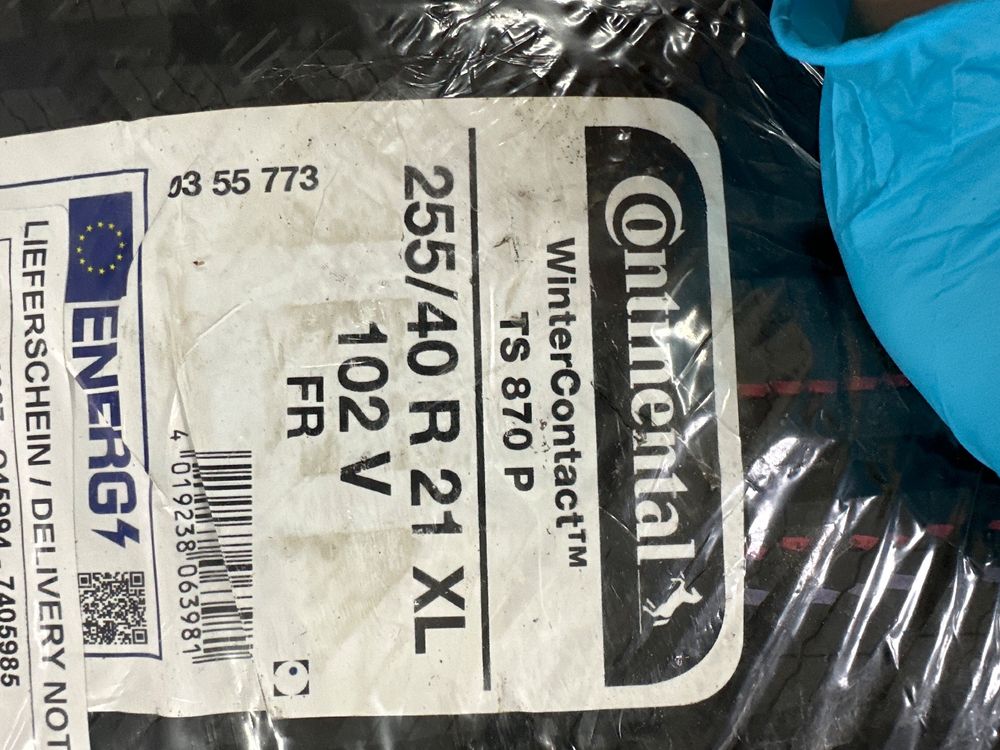 Continental
WinterContact™
TS 870 P
255/40 R 21 XL
102 V
FR
03 55 773
4 019238 063981
ENERG
LIEFERSCHEIN / DELIVERY NOT
7405985